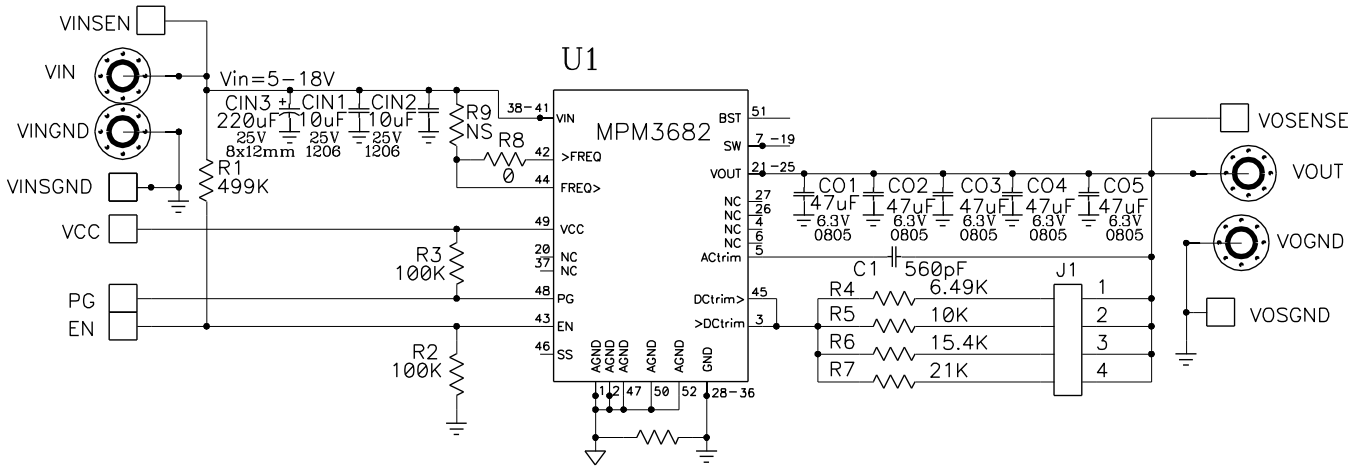 VINSEN
VIN
VINGND
VINSGND
VCC
PG
EN
Vin=5-18V
CIN3
220uF
25V
8x12mm
+
CIN1
10uF
25V
1206
CIN2
10uF
25V
1206
R9
NS
R8
0
R1
499K
R3
100K
R2
100K
U1
MPM3682
38-41
VIN
42
>FREQ
44
FREQ>
49
VCC
20
NC
37
NC
48
PG
43
EN
46
SS
AGND
AGND
AGND
AGND
AGND
GND
1
2
47
50
52
28-36
BST
51
SW
7 -19
VOUT
21-25
NC
27
NC
26
NC
4
NC
6
ACtrim
5
DCtrim>
45
>DCtrim
3
CO1
47uF
6.3V
0805
CO2
47uF
6.3V
0805
CO3
47uF
6.3V
0805
CO4
47uF
6.3V
0805
CO5
47uF
6.3V
0805
C1
560pF
R4
6.49K
R5
10K
R6
15.4K
R7
21K
J1
1
2
3
4
VOSENSE
VOUT
VOGND
VOSGND